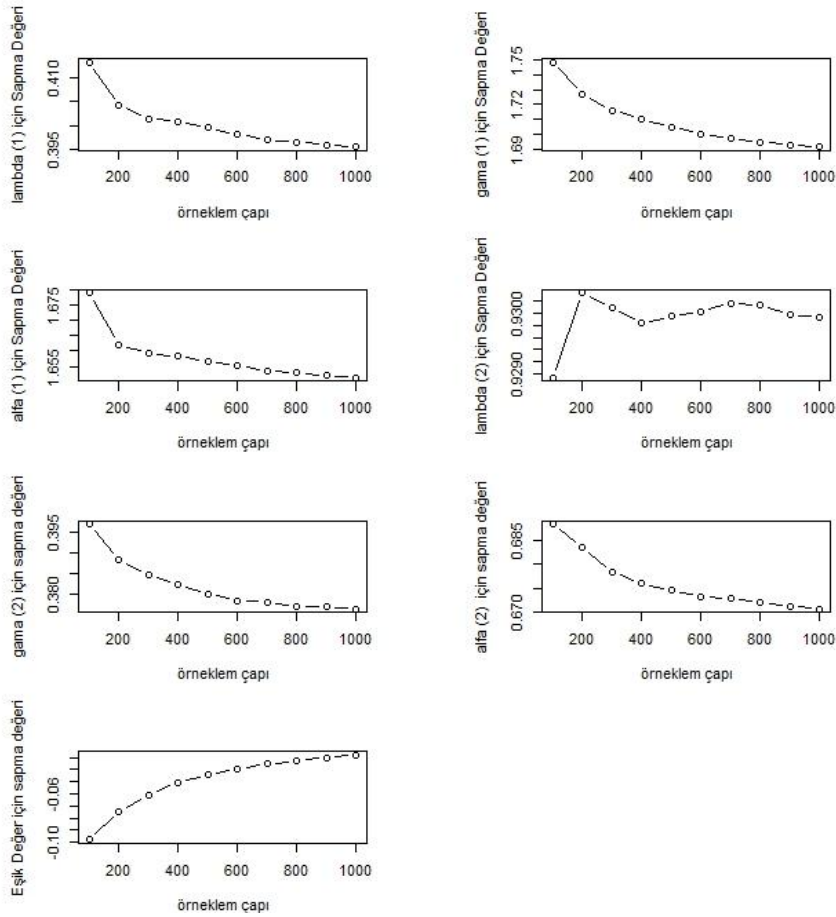 lambda (1) için Sapma Değeri
0.395 0.410
200 400 600 800 1000
örneklem çapı
gama (1) için Sapma Değeri
1.69 1.72 1.75
200 400 600 800 1000
örneklem çapı
alfa (1) için Sapma Değeri
1.655 1.675
200 400 600 800 1000
örneklem çapı
lambda (2) için Sapma Değeri
0.9290 0.9300
200 400 600 800 1000
örneklem çapı
gama (2) için sapma değeri
0.380 0.395
200 400 600 800 1000
örneklem çapı
alfa (2) için sapma değeri
0.670 0.685
200 400 600 800 1000
örneklem çapı
Eşik Değer için sapma değeri
-0.10 -0.06
200 400 600 800 1000
örneklem çapı